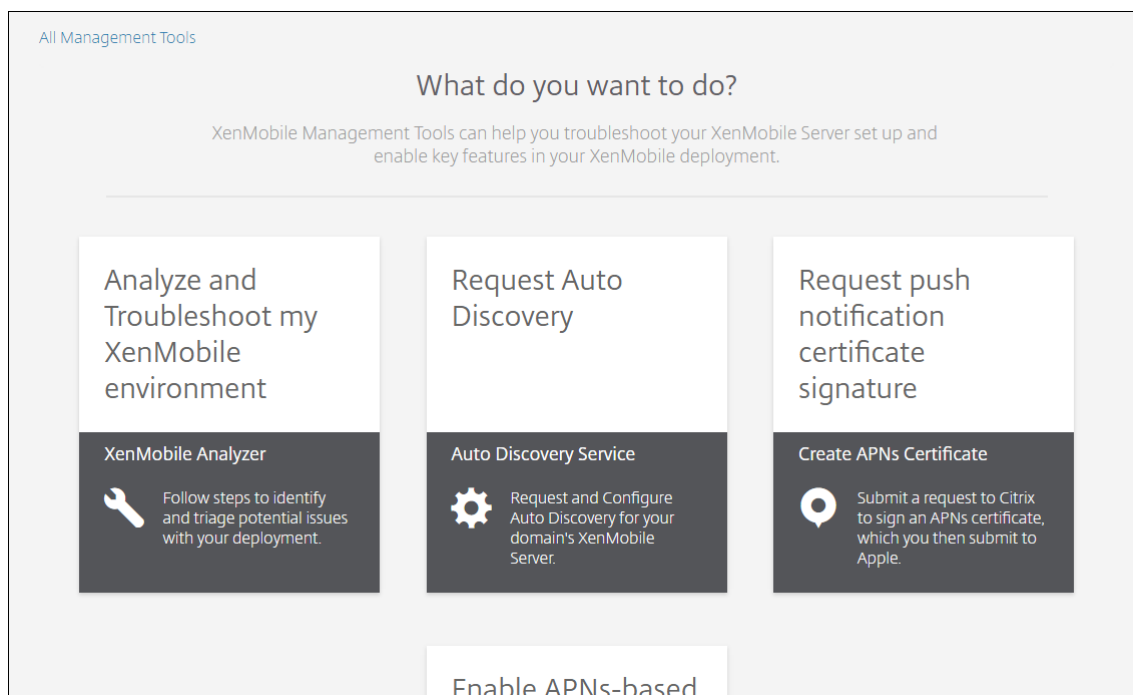 All Management Tools
What do you want to do?
XenMobile Management Tools can help you troubleshoot your XenMobile Server set up and
enable key features in your XenMobile deployment.
Analyze and
Troubleshoot my
XenMobile
environment
XenMobile Analyzer
Follow steps to identify
and triage potential issues
with your deployment.
Request Auto
Discovery
Auto Discovery Service
Request and Configure
Auto Discovery for your
domain's XenMobile
Server.
Request push
notification
certificate
signature
Create APNs Certificate
Submit a request to Citrix
to sign an APNs certificate,
which you then submit to
Apple.
Enable APNs-based